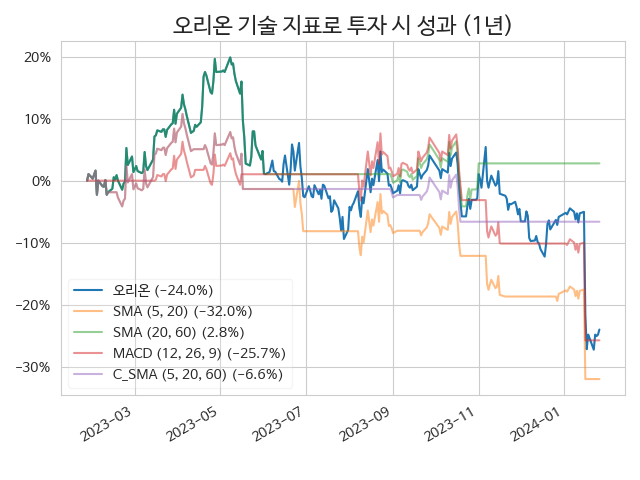 오리온 기술 지표로 투자 시 성과 (1년)
20%
10%
0%
−10%
−20%
−30%
오리온 (−24.0%)
SMA (5, 20) (−32.0%)
SMA (20, 60) (2.8%)
MACD (12, 26, 9) (−25.7%)
C_SMA (5, 20, 60) (−6.6%)
2023−03
2023−05
2023−07
2023−09
2023−11
2024−01